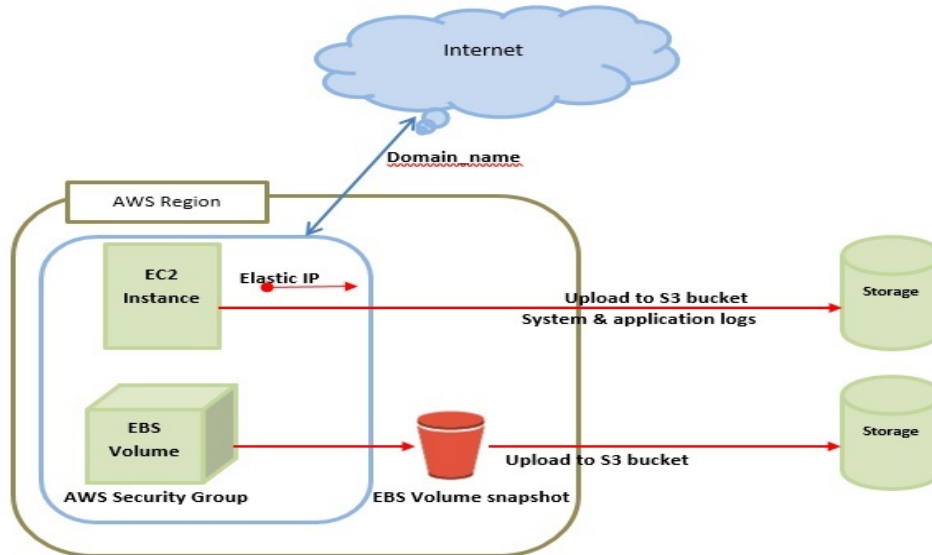 Internet
Domain_name
AWS Region
EC2
Instance
Elastic IP
Upload to S3 bucket
System & application logs
Storage
EBS
Volume
AWS Security Group
EBS Volume snapshot
Upload to S3 bucket
Storage